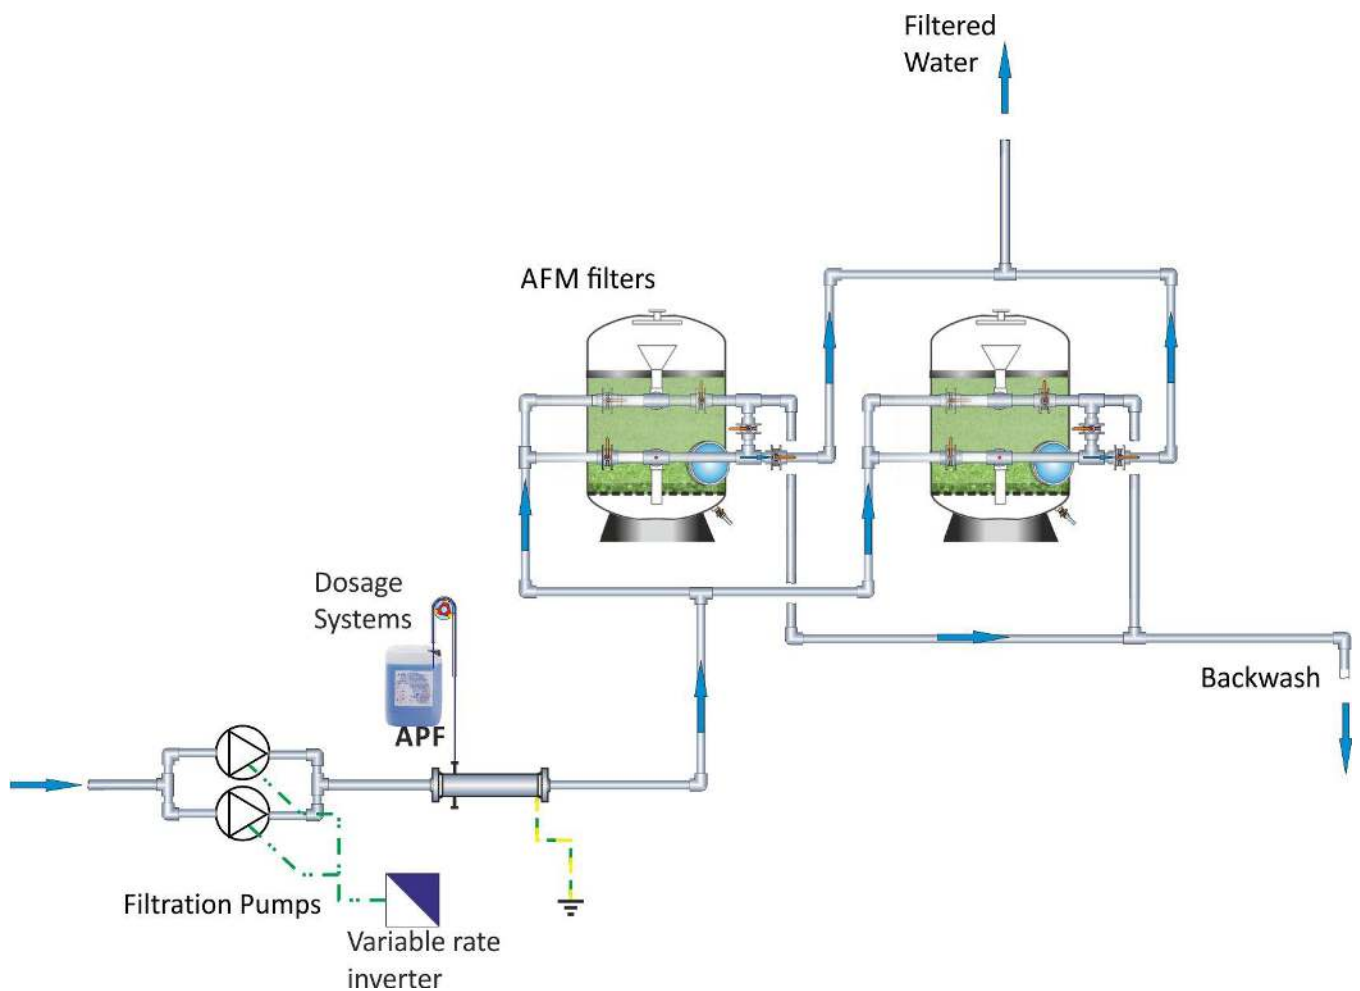 Filtered
Water
AFM filters
Dosage
Systems
APF
Backwash
Filtration Pumps
Variable rate
inverter